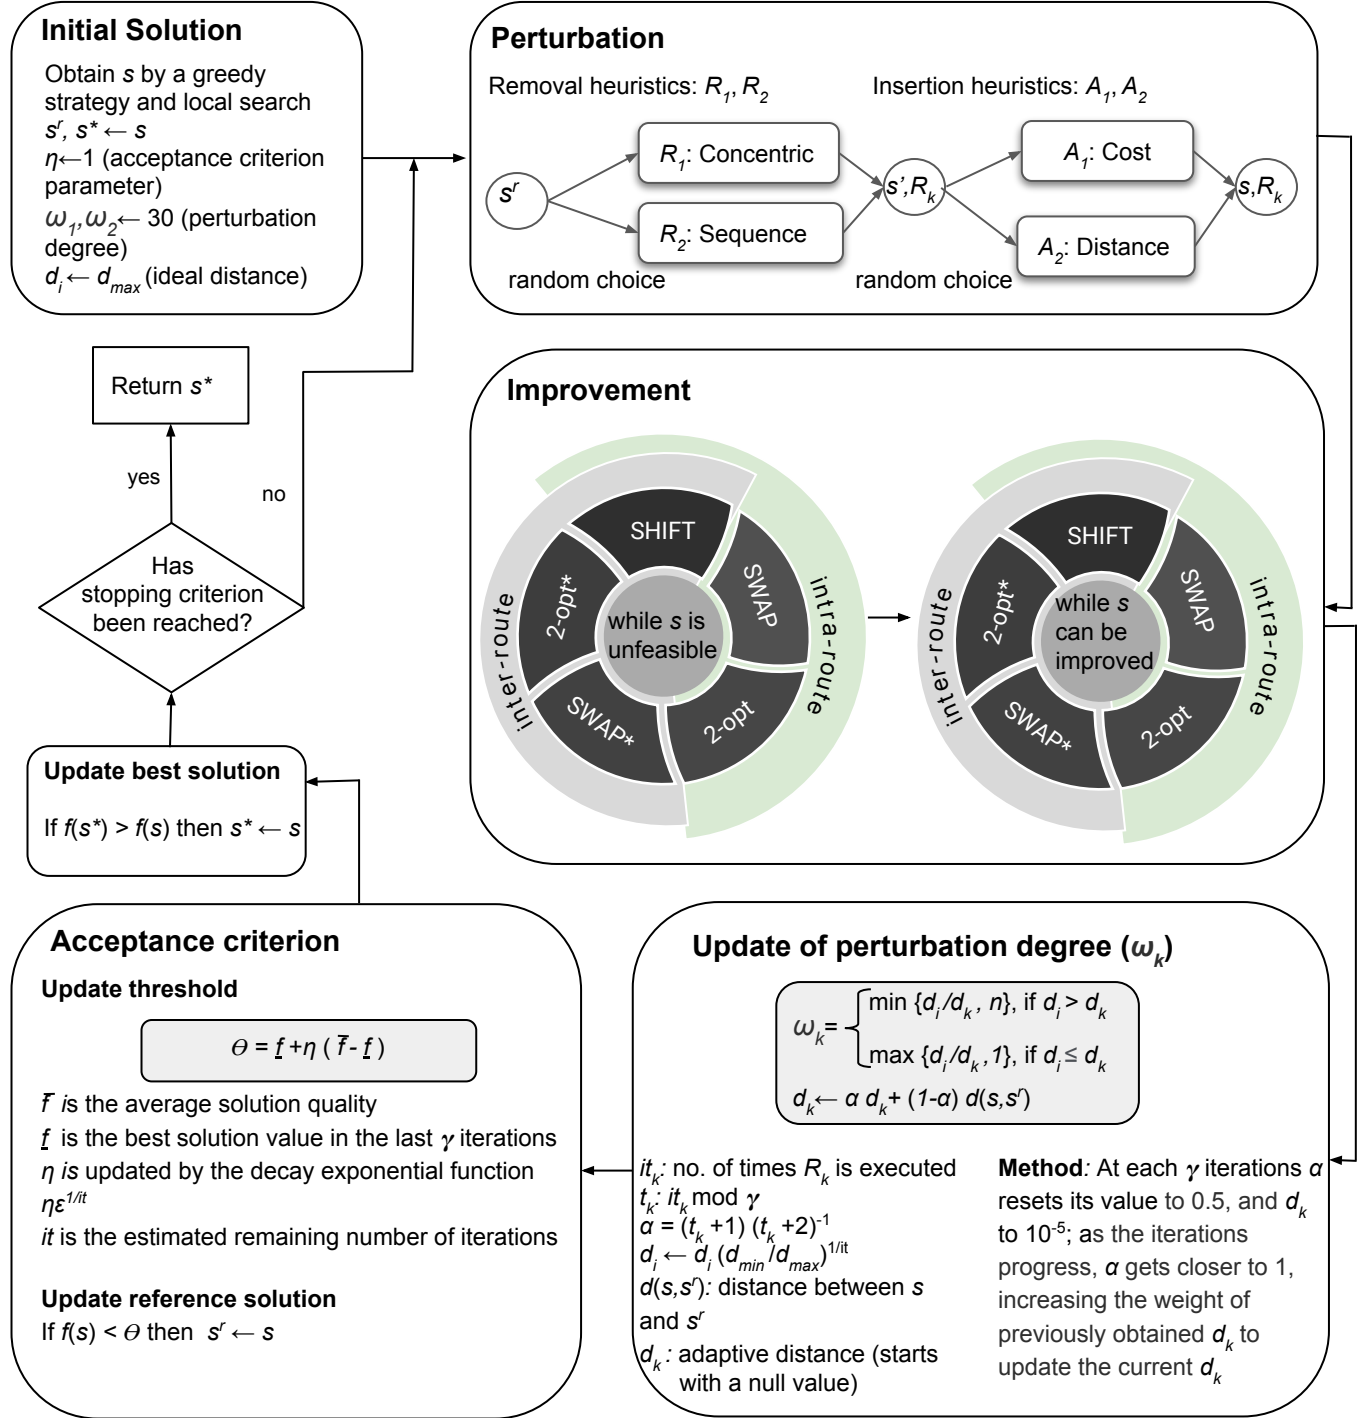 Initial Solution
Obtain s by a greedy
strategy and local search
sʳ, s* ← s
η←1 (acceptance criterion
parameter)
ω₁,ω₂← 30 (perturbation
degree)
dᵢ ← dₘₐₓ (ideal distance)
Perturbation
Removal heuristics: R₁, R₂
Insertion heuristics: A₁, A₂
sʳ
R₁: Concentric
R₂: Sequence
random choice
s’,Rₖ
A₁: Cost
A₂: Distance
random choice
s,Rₖ
Return s*
yes
no
Has
stopping criterion
been reached?
Update best solution
If f(s*) > f(s) then s* ← s
Improvement
SHIFT
SWAP
2-opt
SWAP*
2-opt*
inter-route
intra-route
while s is
unfeasible
SHIFT
SWAP
2-opt
SWAP*
2-opt*
inter-route
intra-route
while s
can be
improved
Acceptance criterion
Update threshold
Θ = f̲ +η ( f̅ - f̲ )
f̅ is the average solution quality
f̲ is the best solution value in the last γ iterations
η is updated by the decay exponential function
ηε^1/it
it is the estimated remaining number of iterations
Update reference solution
If f(s) < Θ then sʳ ← s
Update of perturbation degree (ωₖ)
ωₖ=
min {dᵢ/dₖ, n}, if dᵢ > dₖ
max {dᵢ/dₖ,1}, if dᵢ ≤ dₖ
dₖ← α dₖ+ (1-α) d(s,sʳ)
itₖ: no. of times Rₖ is executed
tₖ: itₖ mod γ
α = (tₖ +1) (tₖ +2)⁻¹
dᵢ ← dᵢ (d_min/d_max)^1/it
d(s,sʳ): distance between s
and sʳ
dₖ: adaptive distance (starts
with a null value)
Method: At each γ iterations α
resets its value to 0.5, and dₖ
to 10⁻⁵; as the iterations
progress, α gets closer to 1,
increasing the weight of
previously obtained dₖ to
update the current dₖ